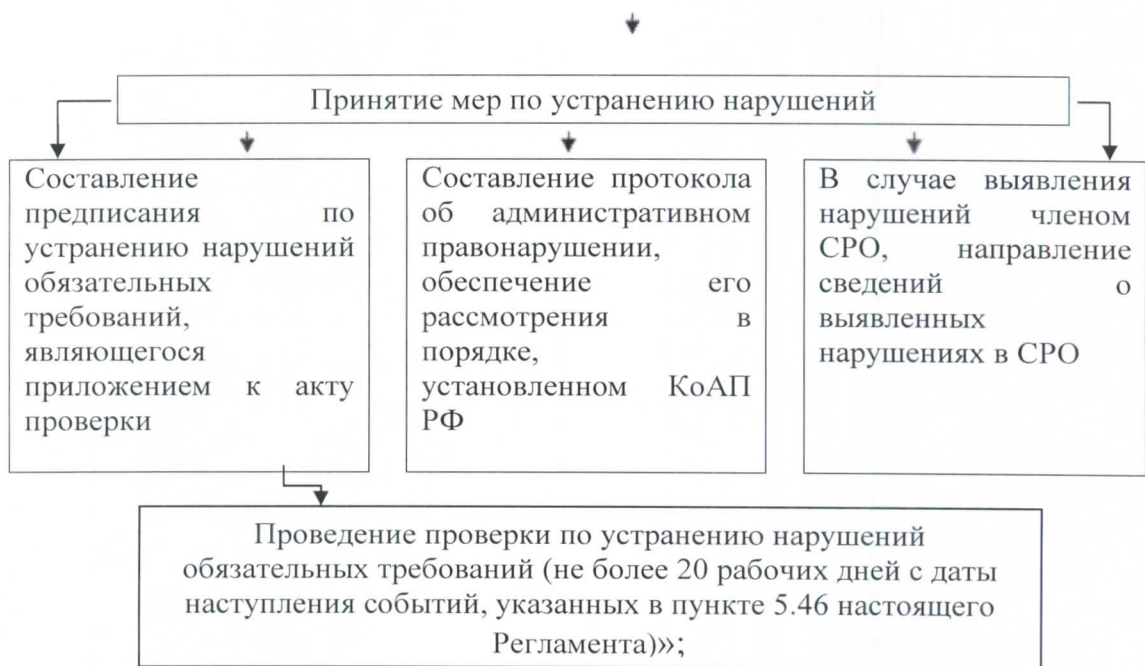 Принятие мер по устранению нарушений
Составление
предписания по
устранению нарушений
обязательных
требований,
являющегося
приложением к акту
проверки
Составление протокола
об административном
правонарушении,
обеспечение его
рассмотрения в
порядке,
установленном КоАП
РФ
В случае выявления
нарушений членом
СРО, направление
сведений о
выявленных
нарушениях в СРО
Проведение проверки по устранению нарушений
обязательных требований (не более 20 рабочих дней с даты
наступления событий, указанных в пункте 5.46 настоящего
Регламента)»;